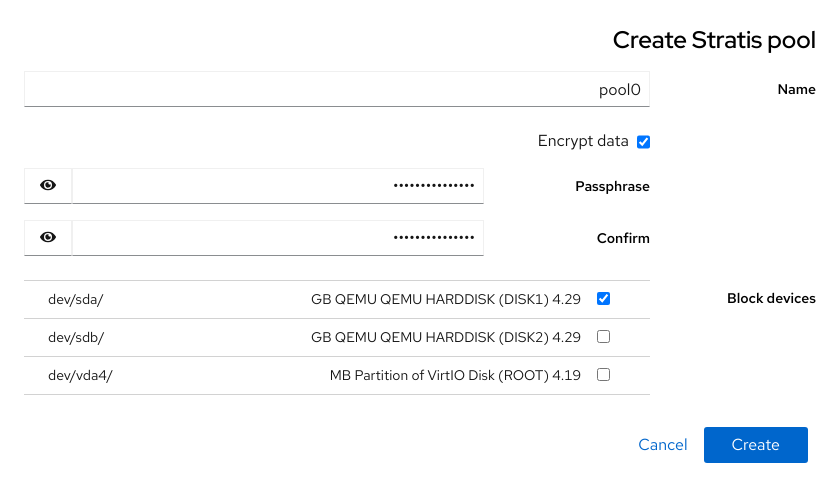 Create Stratis pool
Name
pool0
Encrypt data
Passphrase
•••••••••••••••
Confirm
•••••••••••••••
Block devices
GB QEMU QEMU HARDDISK (DISK1) 4.29 dev/sda/
GB QEMU QEMU HARDDISK (DISK2) 4.29 dev/sdb/
MB Partition of VirtIO Disk (ROOT) 4.19 dev/vda4/
Create
Cancel